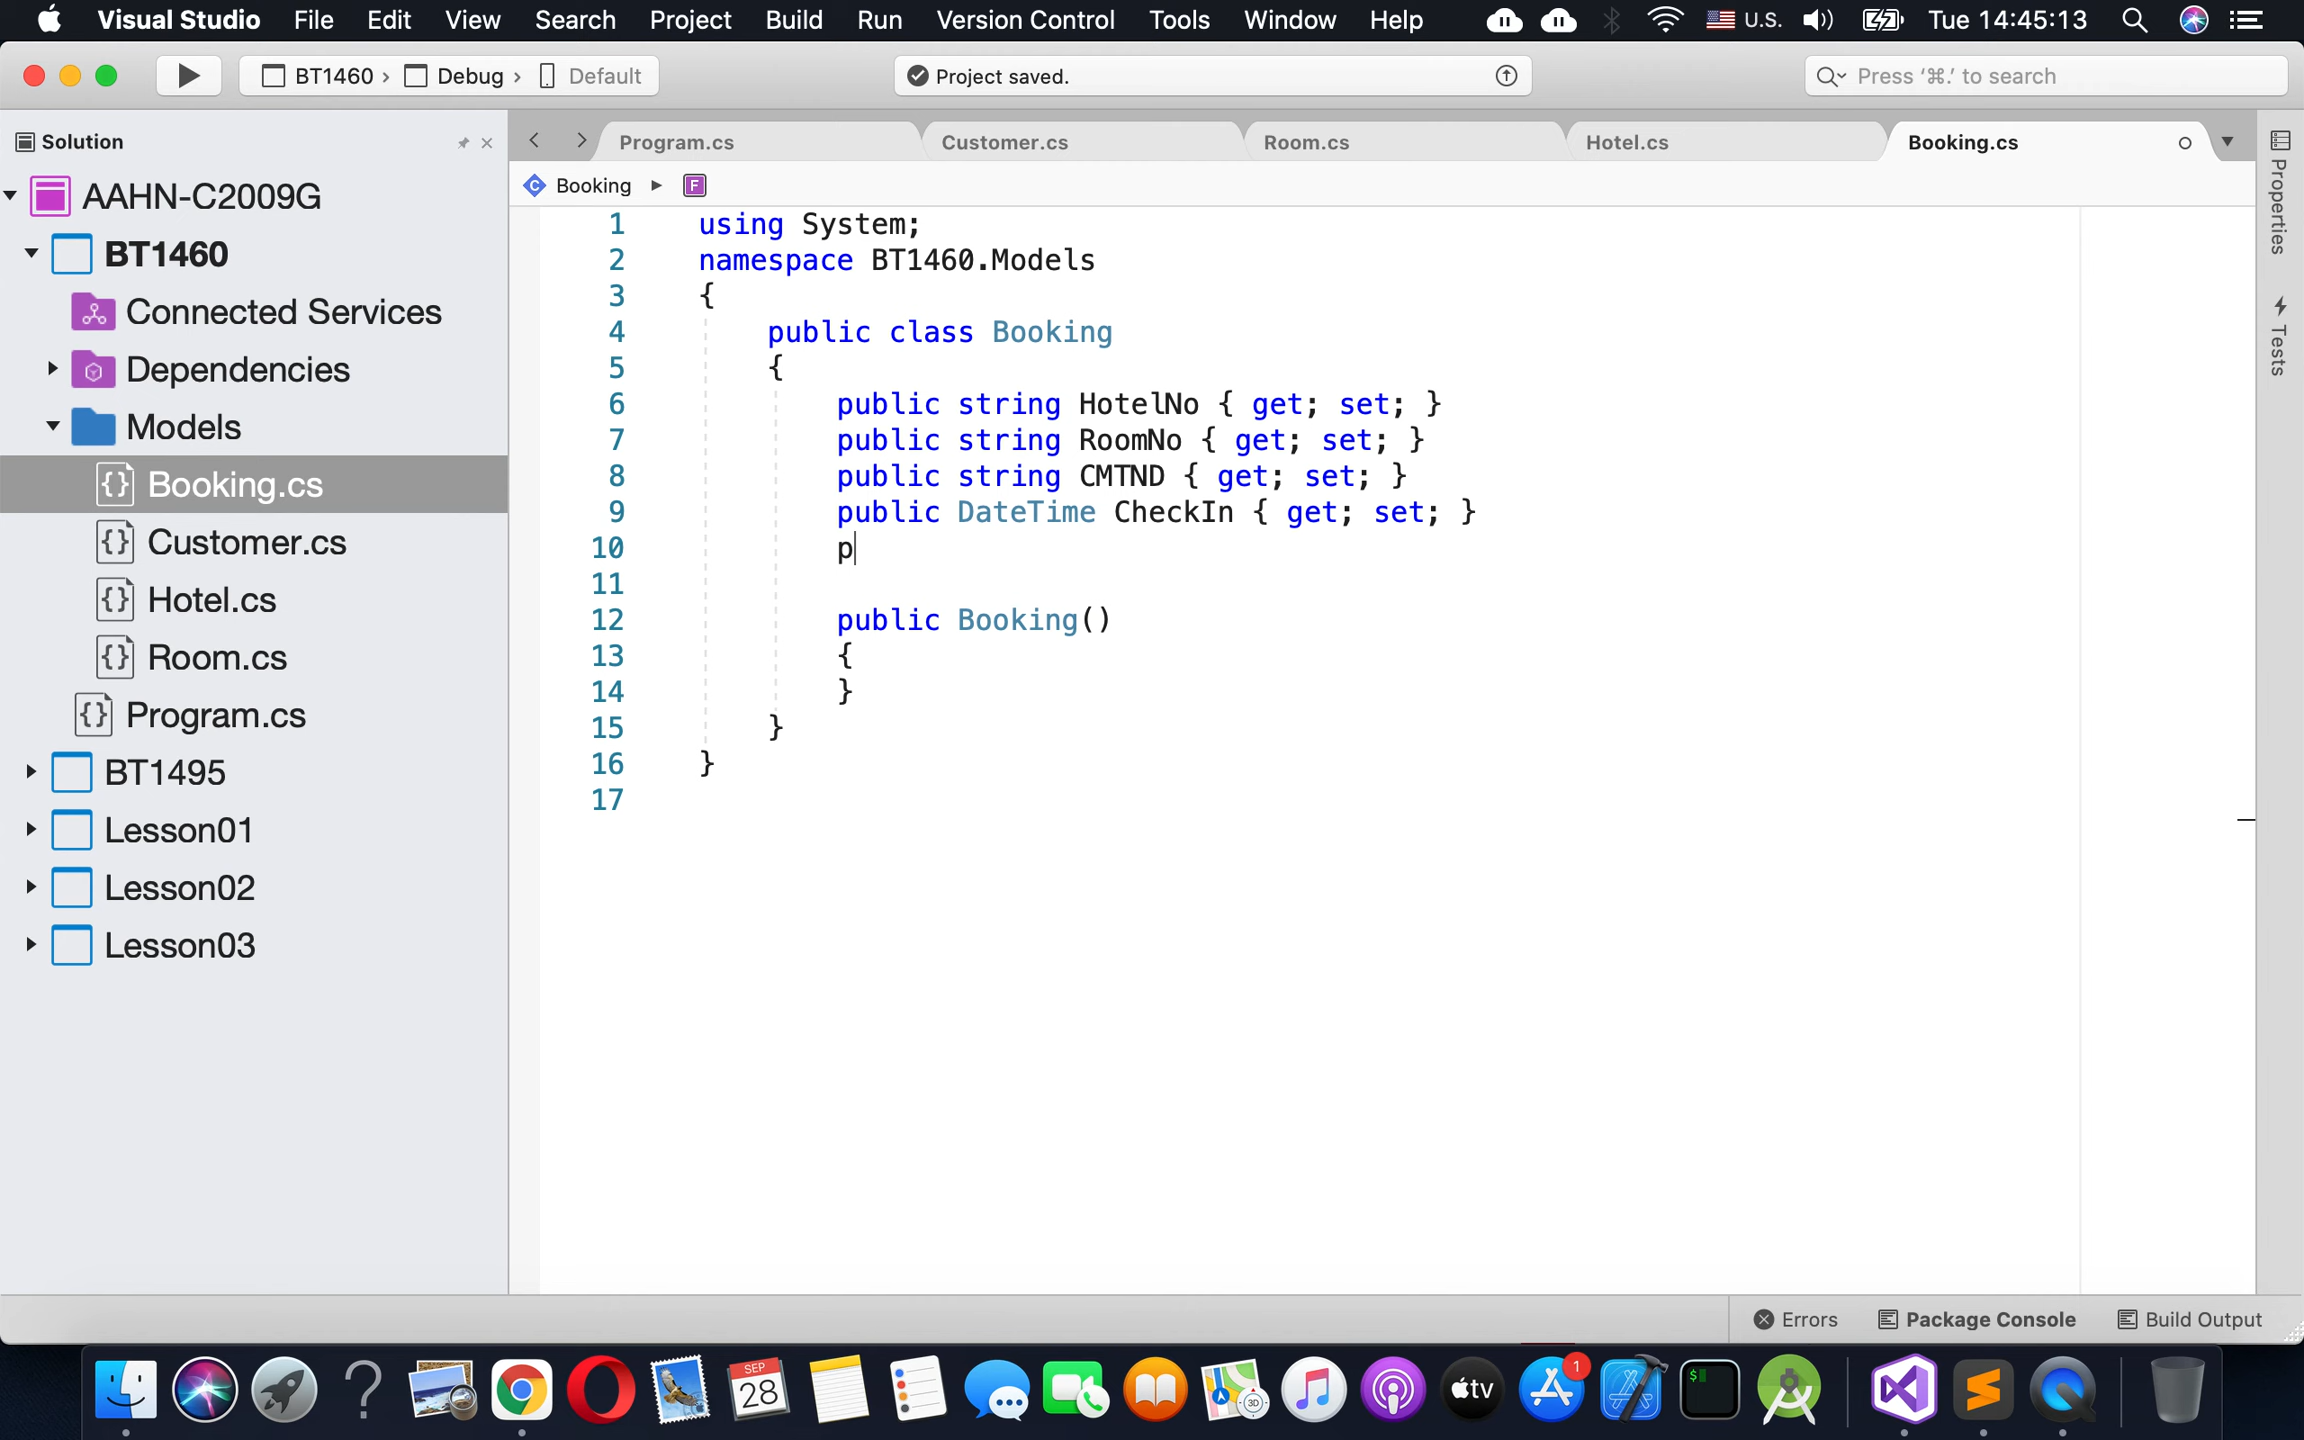 Visual Studio File Edit View Search Project Build Run Version Control Tools Window Help U.S. Tue 14:45:13
BT1460 › Debug › Default
Project saved.
Press ‘⌘.’ to search
Solution
AAHN-C2009G
BT1460
Connected Services
Dependencies
Models
Booking.cs
Customer.cs
Hotel.cs
Room.cs
Program.cs
BT1495
Lesson01
Lesson02
Lesson03
Program.cs Customer.cs Room.cs Hotel.cs Booking.cs
C Booking F
1 using System;
2 namespace BT1460.Models
3 {
4 public class Booking
5 {
6 public string HotelNo { get; set; }
7 public string RoomNo { get; set; }
8 public string CMTND { get; set; }
9 public DateTime CheckIn { get; set; }
10 p
11
12 public Booking()
13 {
14 }
15 }
16 }
17
Properties
Tests
Errors Package Console Build Output
SEP
28
3D
tv
1
$